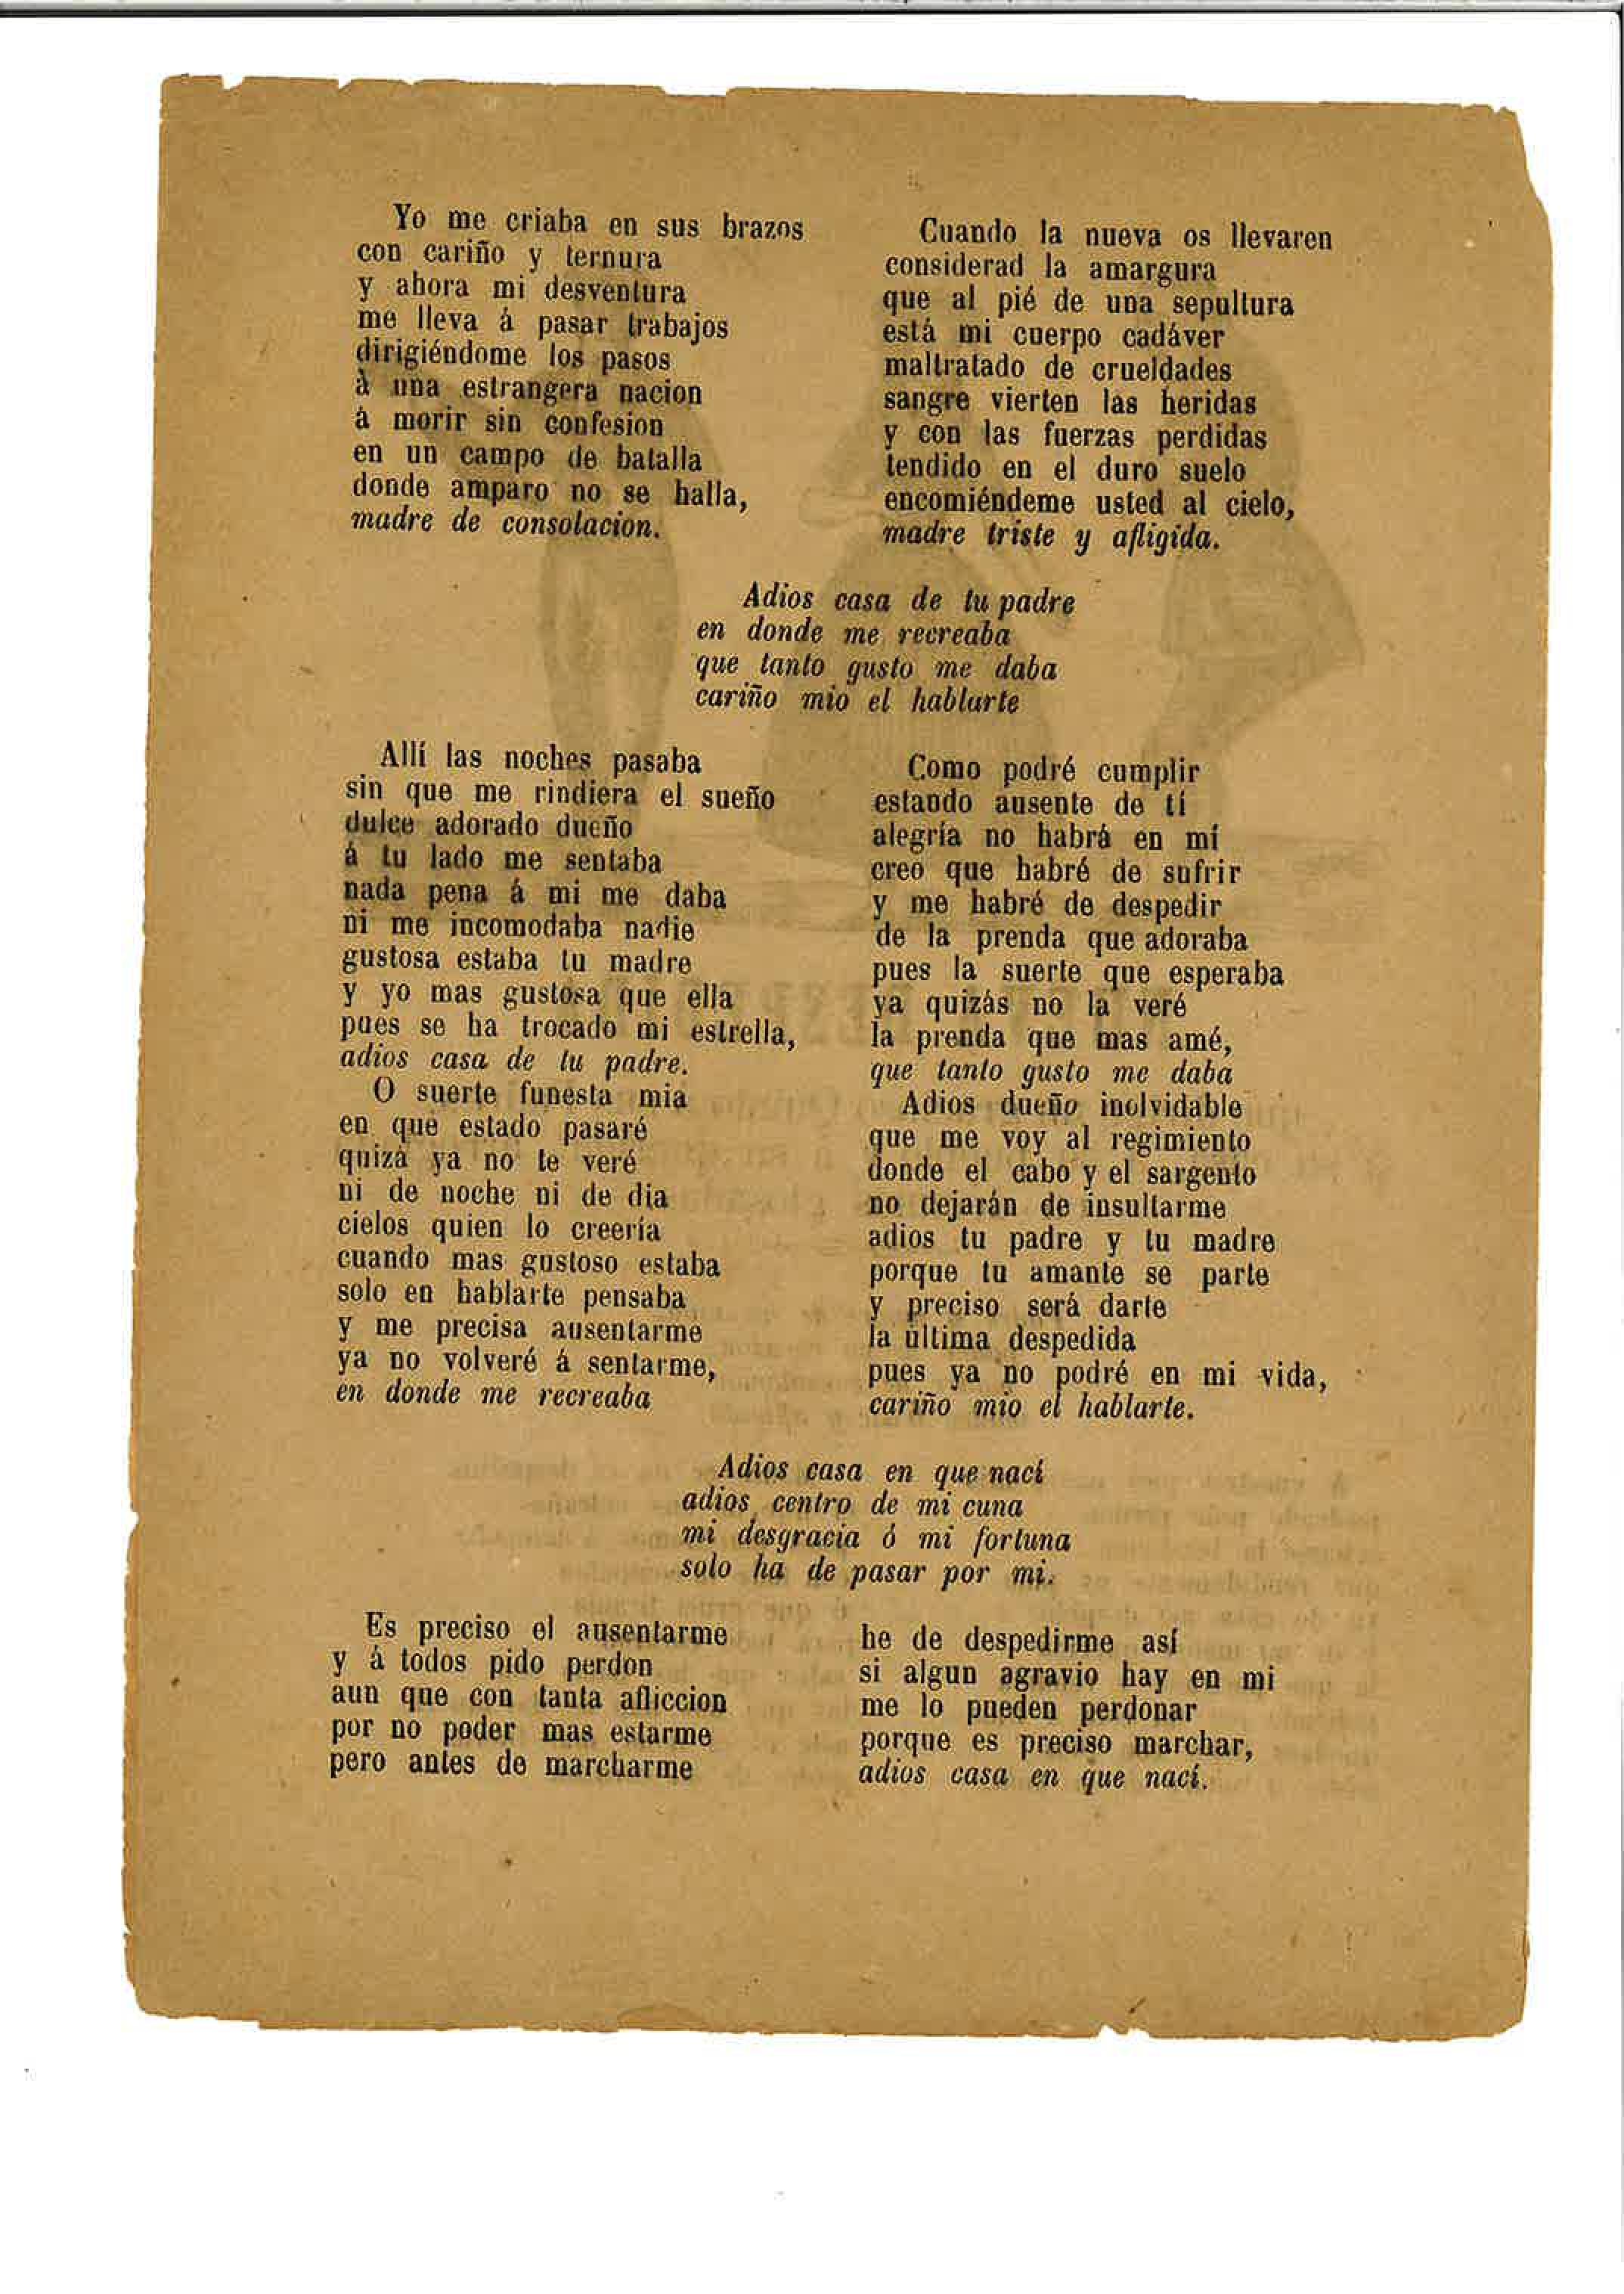 Yo me criaba en sus brazos
con cariño y ternura
y ahora mi desventura
me lleva á pasar trabajos
dirigiéndome los pasos
à una estrangera nacion
à morir sin confesion
en un campo de batalla
donde amparo no se halla,
madre de consolacion.
Cuando la nueva os llevaren
considerad la amargura
que al pié de una sepultura
está mi cuerpo cadáver
maltratado de crueldades
sangre vierten las heridas
y con las fuerzas perdidas
tendido en el duro suelo
encomiéndeme usted al cielo,
madre triste y afligida.
Adios casa de tu padre
en donde me recreaba
que tanto gusto me daba
cariño mio el hablarte
Allí las noches pasaba
sin que me rindiera el sueño
dulce adorado dueño
á tu lado me sentaba
nada pena á mi me daba
ni me incomodaba nadie
gustosa estaba tu madre
y yo mas gustosa que ella
pues se ha trocado mi estrella,
adios casa de tu padre.
O suerte funesta mia
en que estado pasaré
quizá ya no te veré
ni de noche ni de dia
cielos quien lo creería
cuando mas gustoso estaba
solo en hablarte pensaba
y me precisa ausentarme
ya no volveré á sentarme,
en donde me recreaba
Como podré cumplir
estando ausente de tí
alegría no habrá en mí
creo que habré de sufrir
y me habré de despedir
de la prenda que adoraba
pues la suerte que esperaba
ya quizás no la veré
la prenda que mas amé,
que tanto gusto me daba
Adios dueño inolvidable
que me voy al regimiento
donde el cabo y el sargento
no dejarán de insultarme
adios tu padre y tu madre
porque tu amante se parte
y preciso será darte
la última despedida
pues ya no podré en mi vida,
cariño mio el hablarte.
Adios casa en que nací
adios centro de mi cuna
mi desgracia ó mi fortuna
solo ha de pasar por mi.
Es preciso el ausentarme
y à todos pido perdon
aun que con tanta afliccion
por no poder mas estarme
pero antes de marcharme
he de despedirme así
si algun agravio hay en mi
me lo pueden perdonar
porque es preciso marchar,
adios casa en que nací.